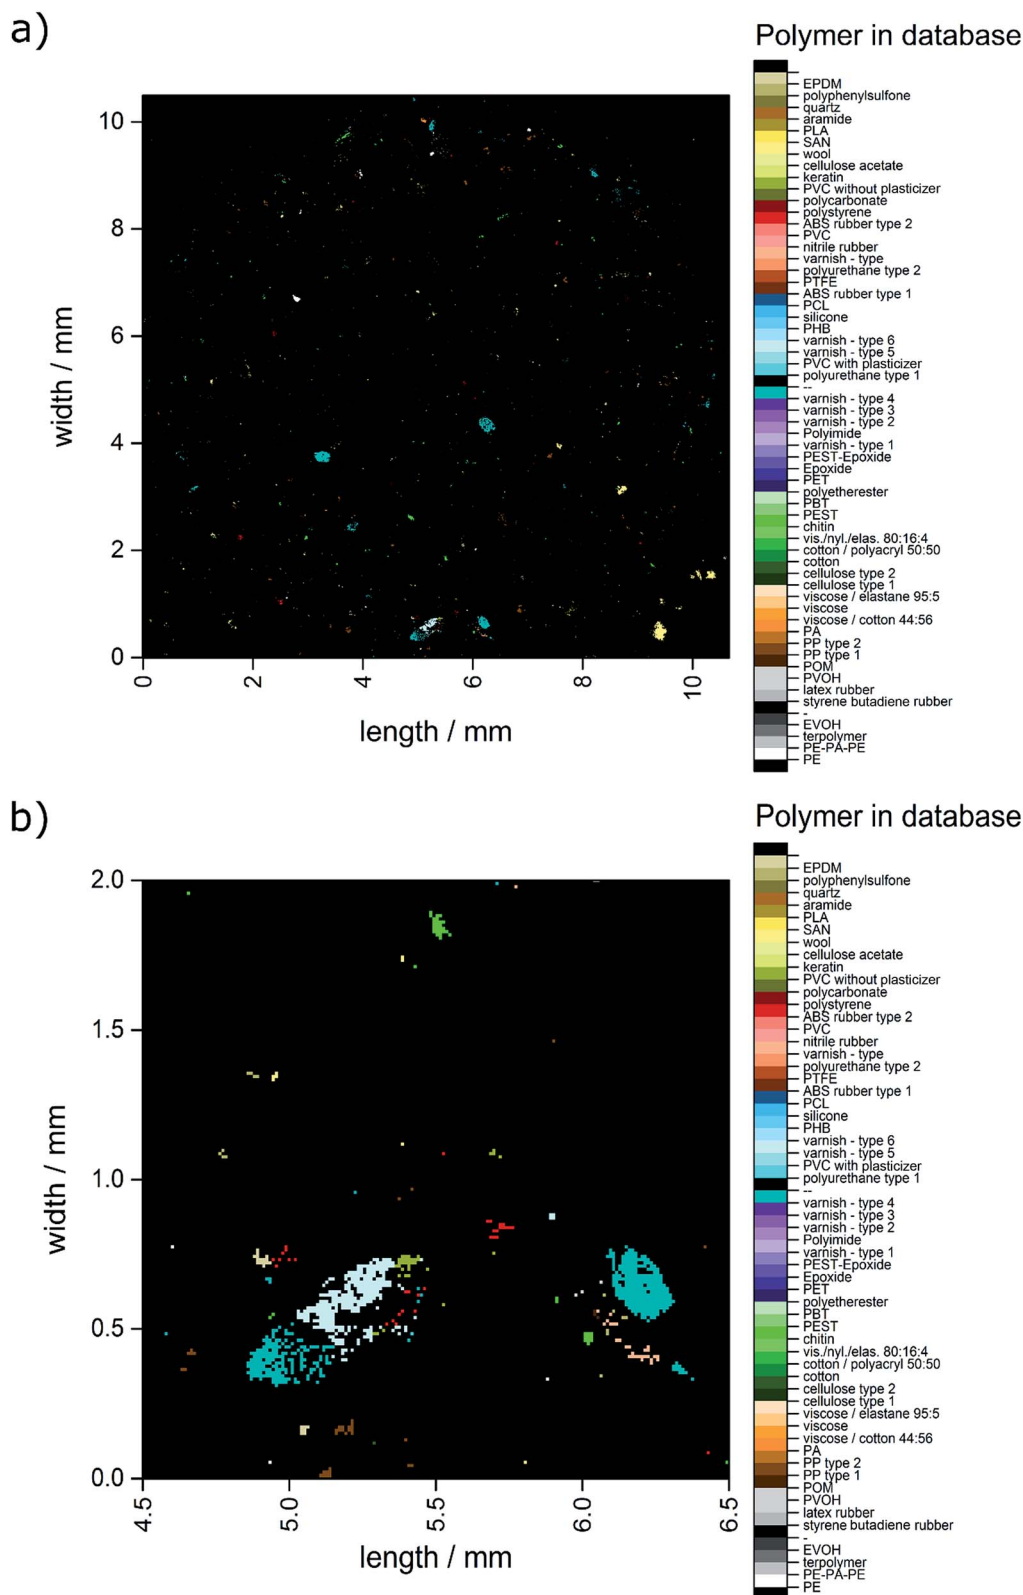 a)
Polymer in database
EPDM
polyphenylsulfone
quartz
aramide
PLA
SAN
wool
cellulose acetate
keratin
PVC without plasticizer
polycarbonate
polystyrene
ABS rubber type 2
PVC
nitrile rubber
varnish - type
polyurethane type 2
PTFE
ABS rubber type 1
PCL
silicone
PHB
varnish - type 6
varnish - type 5
PVC with plasticizer
polyurethane type 1
--
varnish - type 4
varnish - type 3
varnish - type 2
Polyimide
varnish - type 1
PEST-Epoxide
Epoxide
PET
polyetherester
PBT
PEST
chitin
vis./nyl./elas. 80:16:4
cotton / polyacryl 50:50
cotton
cellulose type 2
cellulose type 1
viscose / elastane 95:5
viscose
viscose / cotton 44:56
PA
PP type 2
PP type 1
POM
PVOH
latex rubber
styrene butadiene rubber
-
EVOH
terpolymer
PE-PA-PE
PE
width / mm
10
8
6
4
2
0
0 2 4 6 8 10
length / mm
b)
Polymer in database
EPDM
polyphenylsulfone
quartz
aramide
PLA
SAN
wool
cellulose acetate
keratin
PVC without plasticizer
polycarbonate
polystyrene
ABS rubber type 2
PVC
nitrile rubber
varnish - type
polyurethane type 2
PTFE
ABS rubber type 1
PCL
silicone
PHB
varnish - type 6
varnish - type 5
PVC with plasticizer
polyurethane type 1
--
varnish - type 4
varnish - type 3
varnish - type 2
Polyimide
varnish - type 1
PEST-Epoxide
Epoxide
PET
polyetherester
PBT
PEST
chitin
vis./nyl./elas. 80:16:4
cotton / polyacryl 50:50
cotton
cellulose type 2
cellulose type 1
viscose / elastane 95:5
viscose
viscose / cotton 44:56
PA
PP type 2
PP type 1
POM
PVOH
latex rubber
styrene butadiene rubber
-
EVOH
terpolymer
PE-PA-PE
PE
width / mm
2.0
1.5
1.0
0.5
0.0
4.5 5.0 5.5 6.0 6.5
length / mm